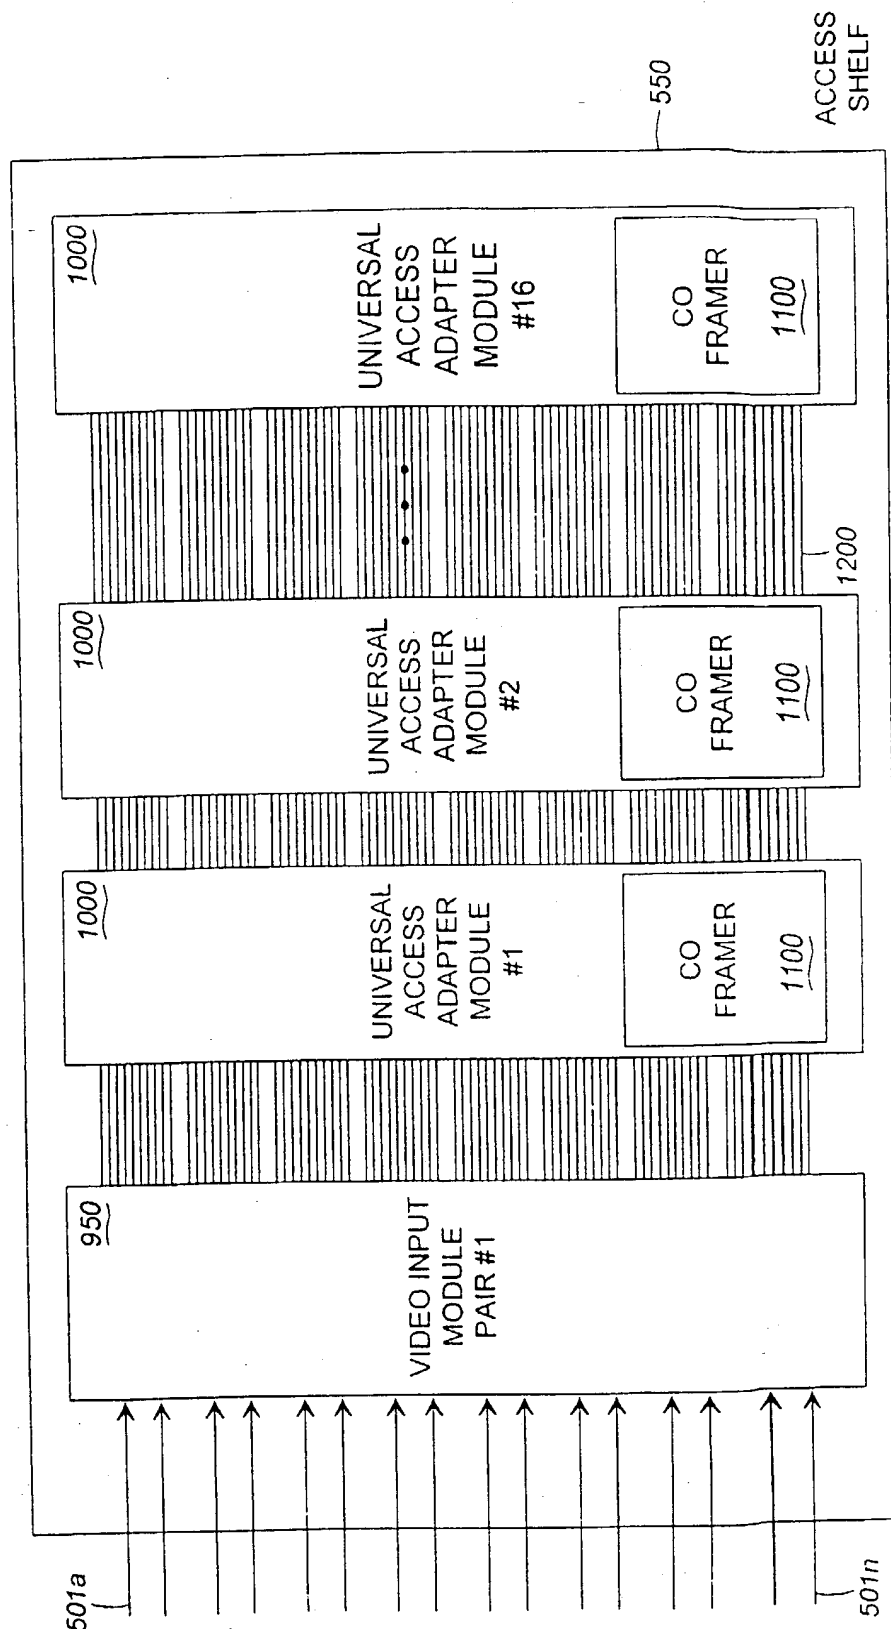 501a
501n
950
VIDEO INPUT
MODULE
PAIR #1
1000
UNIVERSAL
ACCESS
ADAPTER
MODULE
#1
CO
FRAMER
1100
1000
UNIVERSAL
ACCESS
ADAPTER
MODULE
#2
CO
FRAMER
1100
1200
1000
UNIVERSAL
ACCESS
ADAPTER
MODULE
#16
CO
FRAMER
1100
550
ACCESS
SHELF